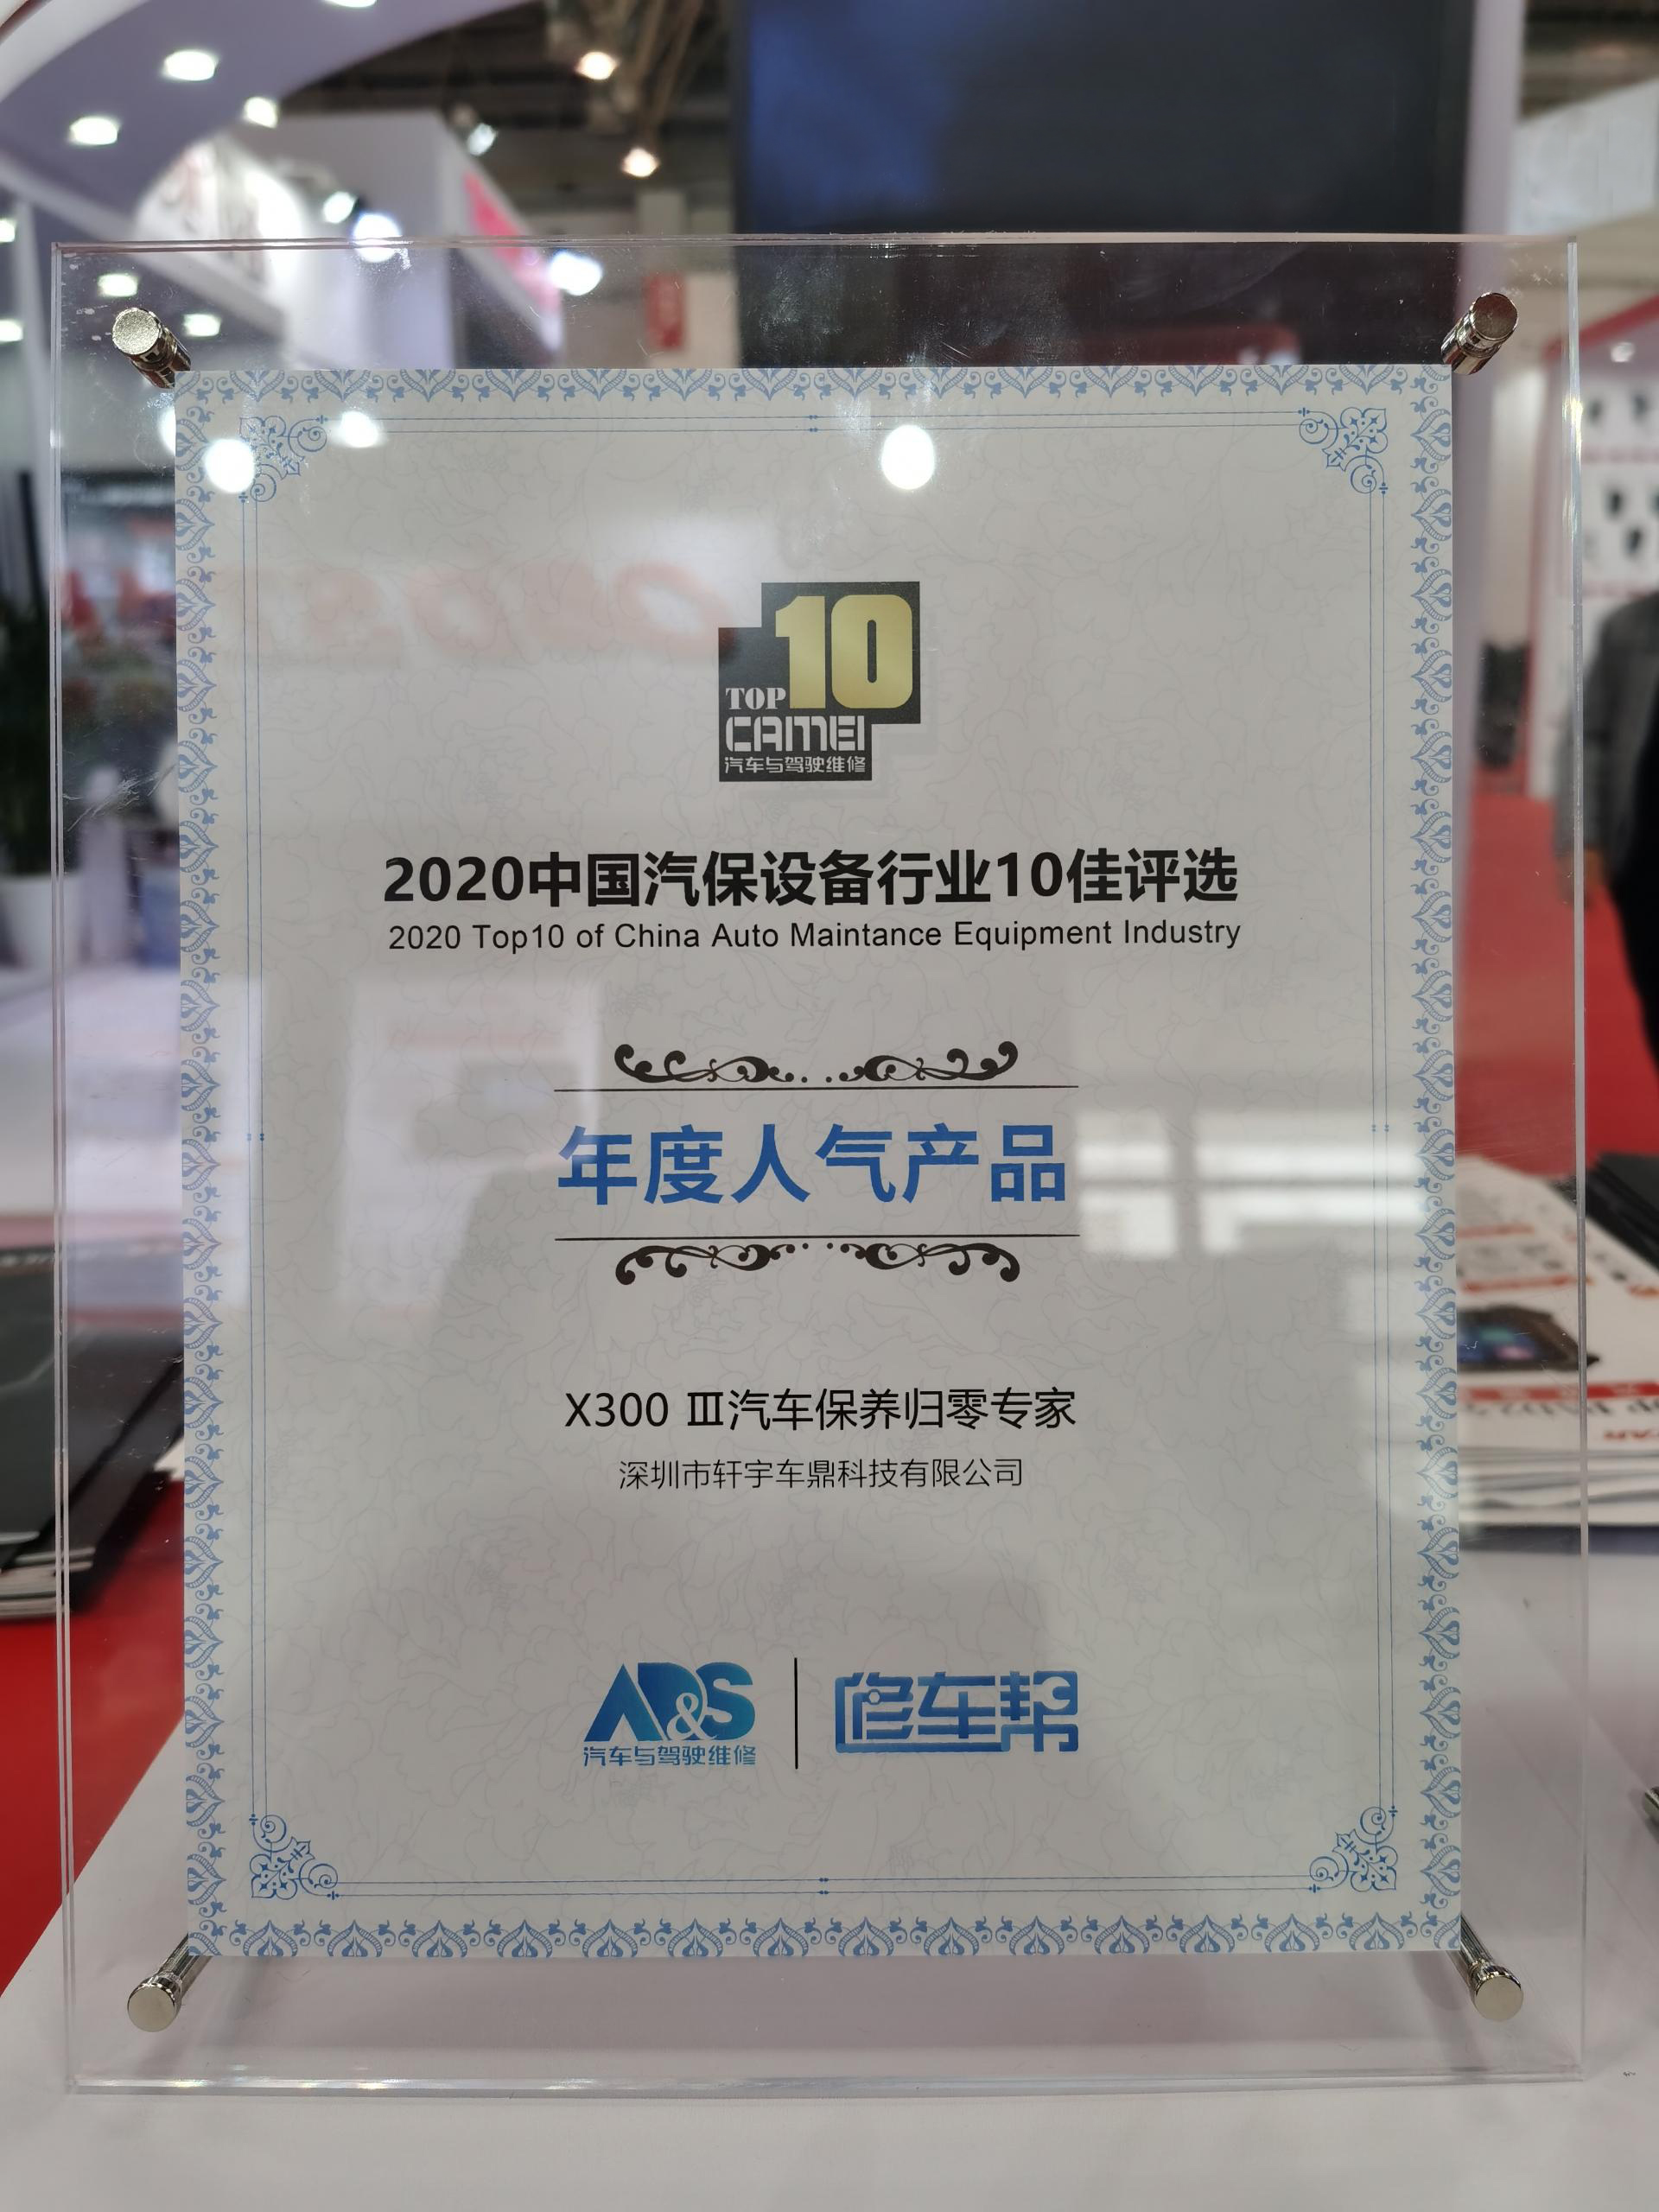 TOP 10
CAMEI
汽车与驾驶维修
2020中国汽保设备行业10佳评选
2020 Top10 of China Auto Maintance Equipment Industry
年度人气产品
X300 Ⅲ汽车保养归零专家
深圳市轩宇车鼎科技有限公司
AD&S
汽车与驾驶维修
修车帮